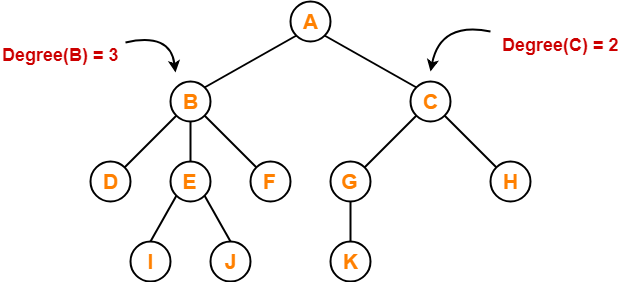 A
Degree(B) = 3
Degree(C) = 2
B
C
D
E
F
G
H
I
J
K